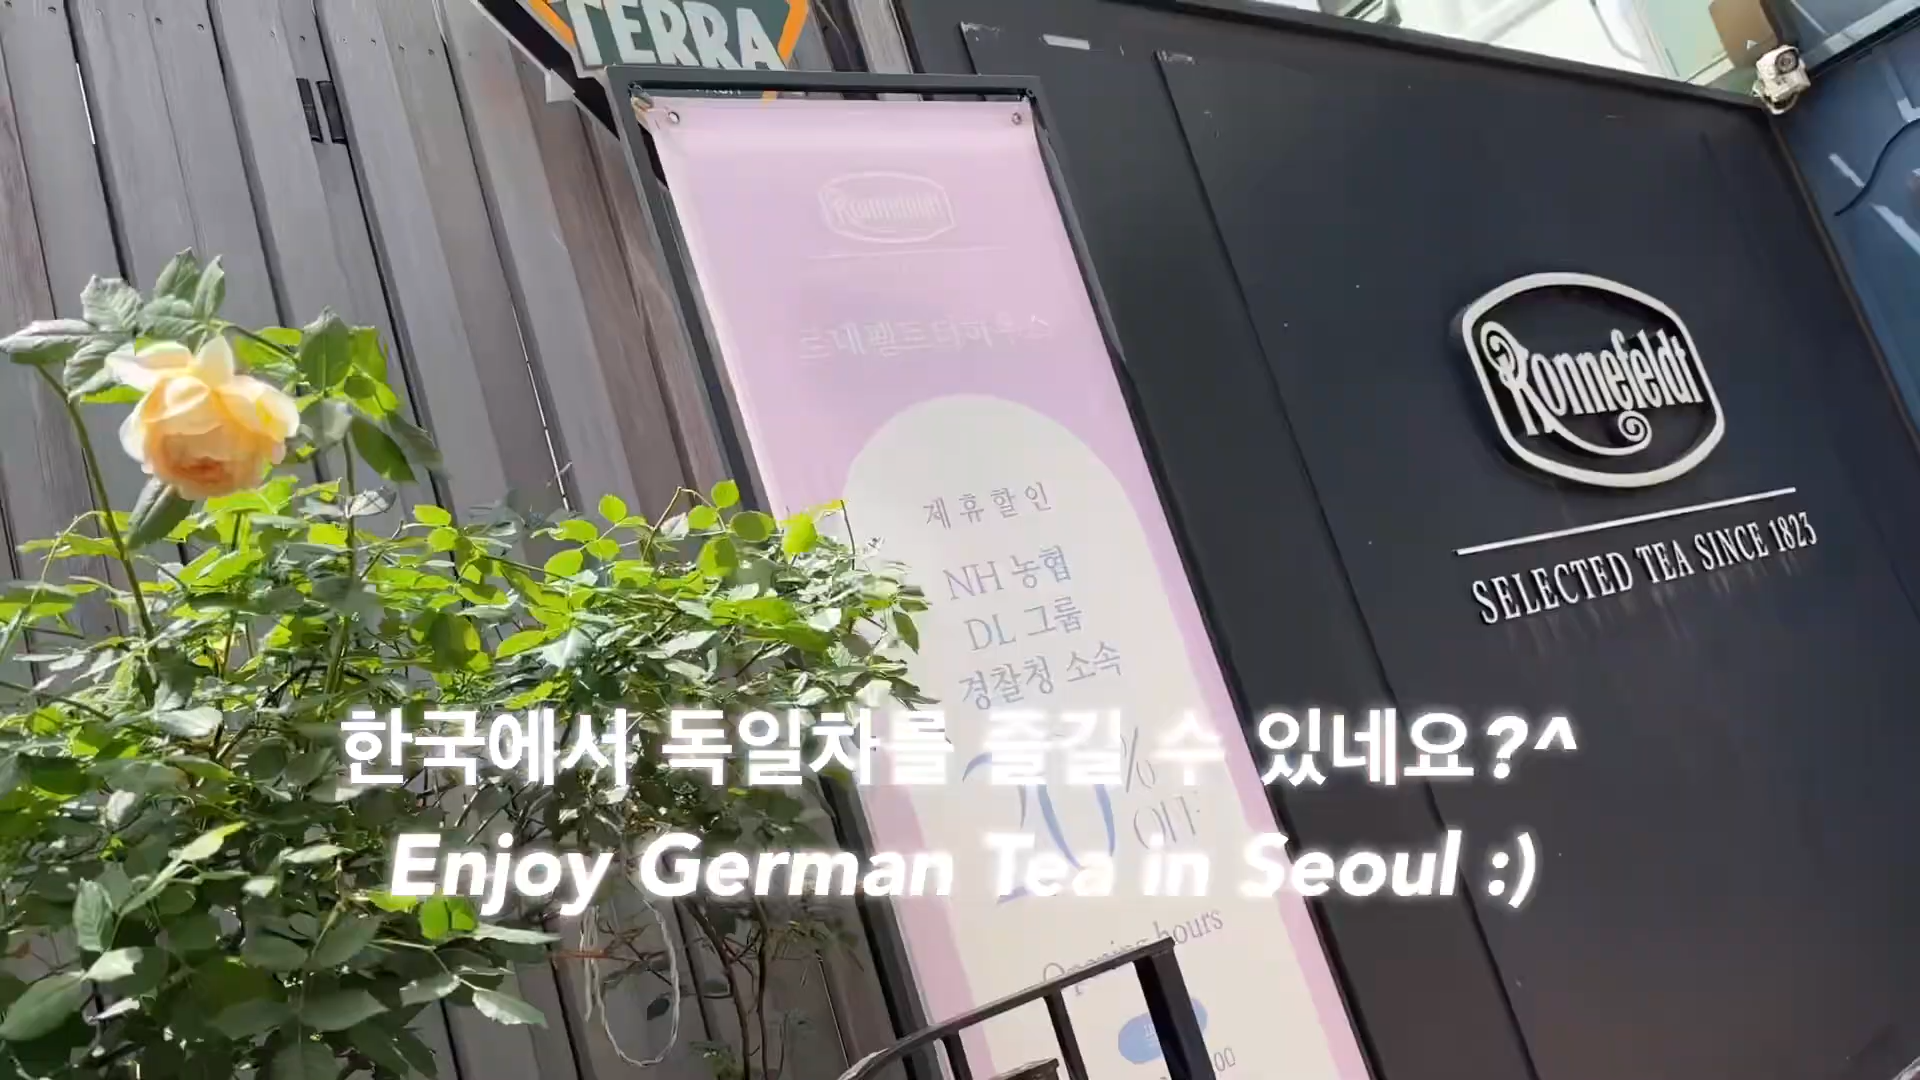 TERRA
Ronnefeldt
로네펠트티하우스
제휴할인
NH 농협
DL 그룹
경찰청 소속
%
OFF
Opening hours
Ronnefeldt
SELECTED TEA SINCE 1823
한국에서 독일차를 즐길 수 있네요?^
Enjoy German Tea in Seoul :)